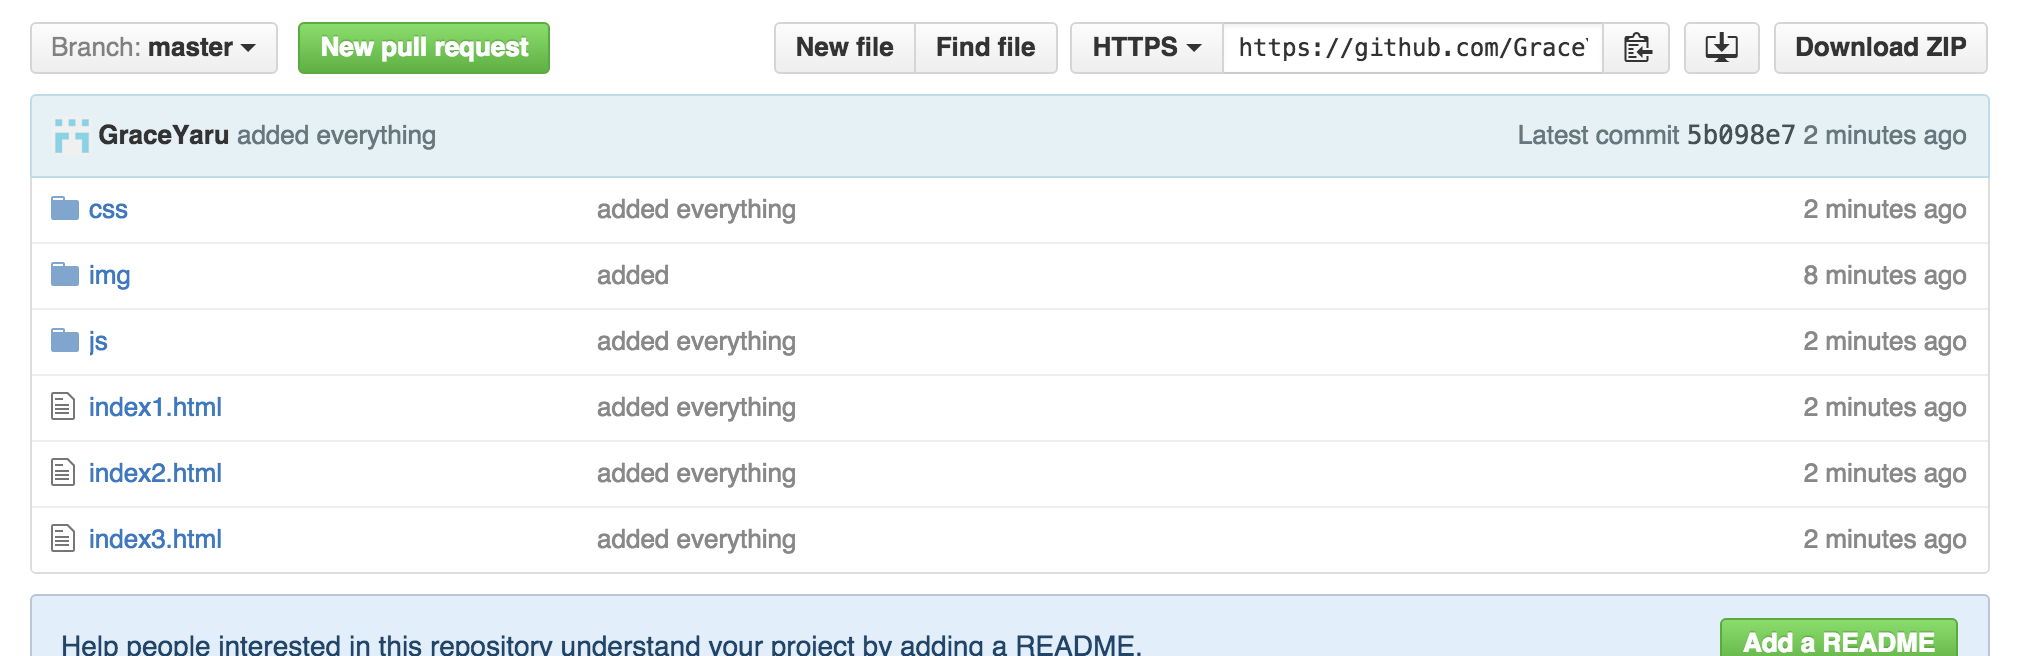 Branch: master New pull request New file Find file HTTPS https://github.com/Grace Download ZIP
GraceYaru added everything Latest commit 5b098e7 2 minutes ago
css added everything 2 minutes ago
img added 8 minutes ago
js added everything 2 minutes ago
index1.html added everything 2 minutes ago
index2.html added everything 2 minutes ago
index3.html added everything 2 minutes ago
Help people interested in this repository understand your project by adding a README. Add a README